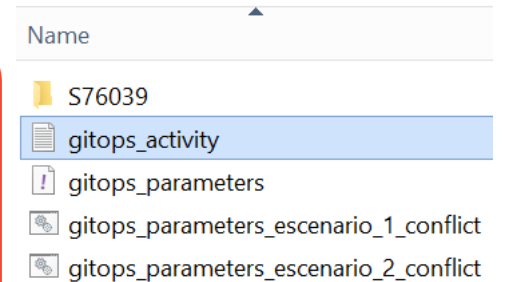 Name
S76039
gitops_activity
gitops_parameters
gitops_parameters_escenario_1_conflict
gitops_parameters_escenario_2_conflict